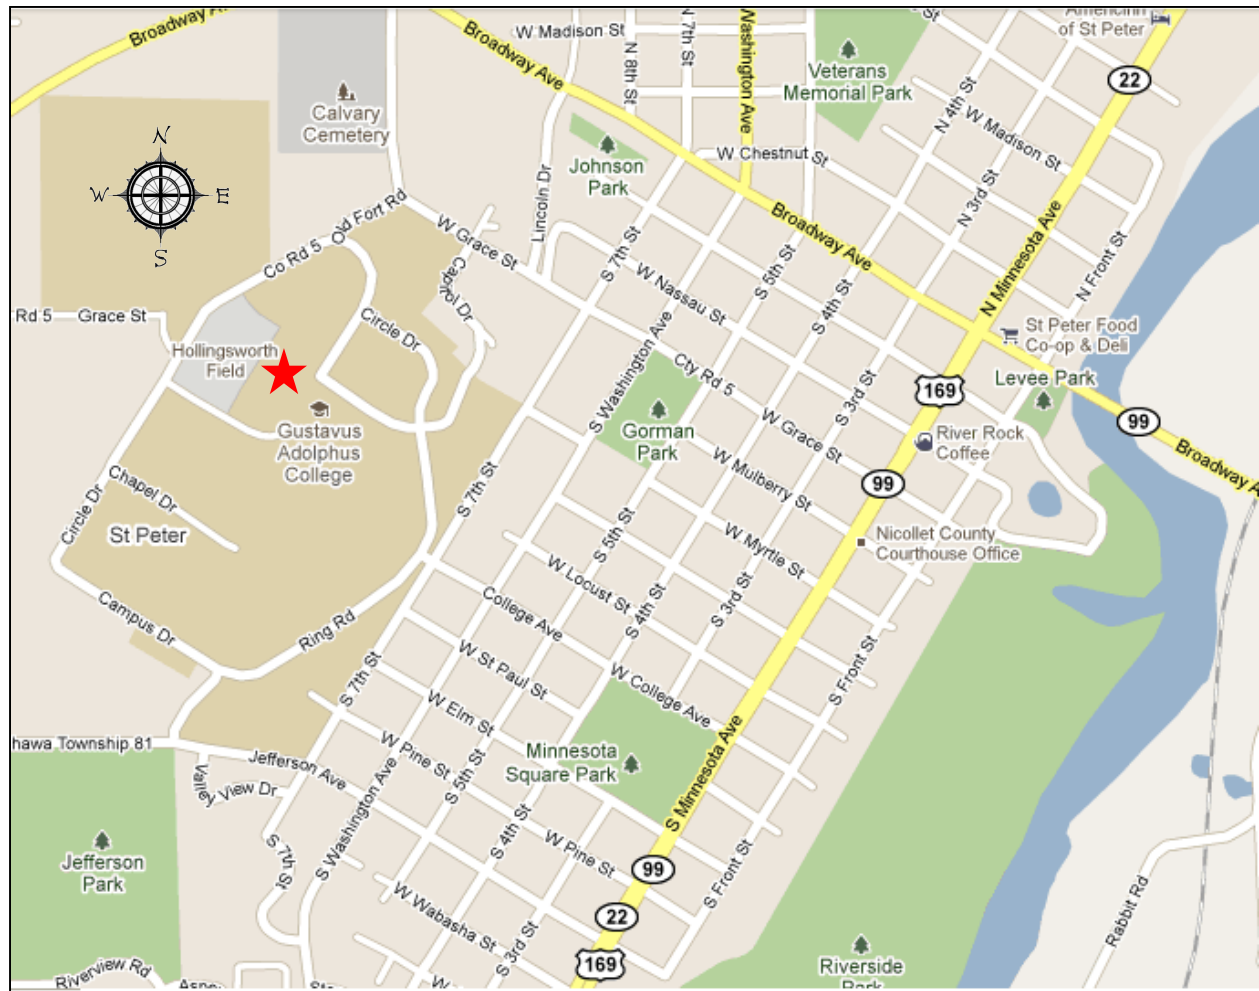 Broadway Av
W Madison St
Broadway Ave
N 7th St
N 8th St
Washington Ave
Americinn
of St Peter
22
Veterans
Memorial Park
N 4th St
W Madison St
Calvary
Cemetery
N
W
E
S
Johnson
Park
W Chestnut St
N 3rd St
Lincoln Dr
Old Fort Rd
Co Rd 5
W Grace St
S 7th St
Broadway Ave
N Minnesota Ave
N Front St
Capitol Dr
W Nassau St
S 5th St
S 4th St
Rd 5
Grace St
Circle Dr
Hollingsworth
Field
St Peter Food
Co-op & Deli
Levee Park
S Washington Ave
Cty Rd 5
W Grace St
S 3rd St
169
99
Broadway A
Gustavus
Adolphus
College
Gorman
Park
River Rock
Coffee
W Mulberry St
99
Chapel Dr
Circle Dr
St Peter
S 7th St
S 5th St
W Myrtle St
Nicollet County
Courthouse Office
W Locust St
S 4th St
S 3rd St
Campus Dr
Ring Rd
College Ave
W St Paul St
W College Ave
S Front St
S 7th St
W Elm St
hawa Township 81
Jefferson Ave
W Pine St
Minnesota
Square Park
S Minnesota Ave
Valley View Dr
S 5th St
S Washington Ave
S 4th St
Jefferson
Park
S 7th St
W Pine St
99
S Front St
W Wabasha St
22
S 3rd St
169
Rabbit Rd
Riverview Rd
Riverside
Park
W